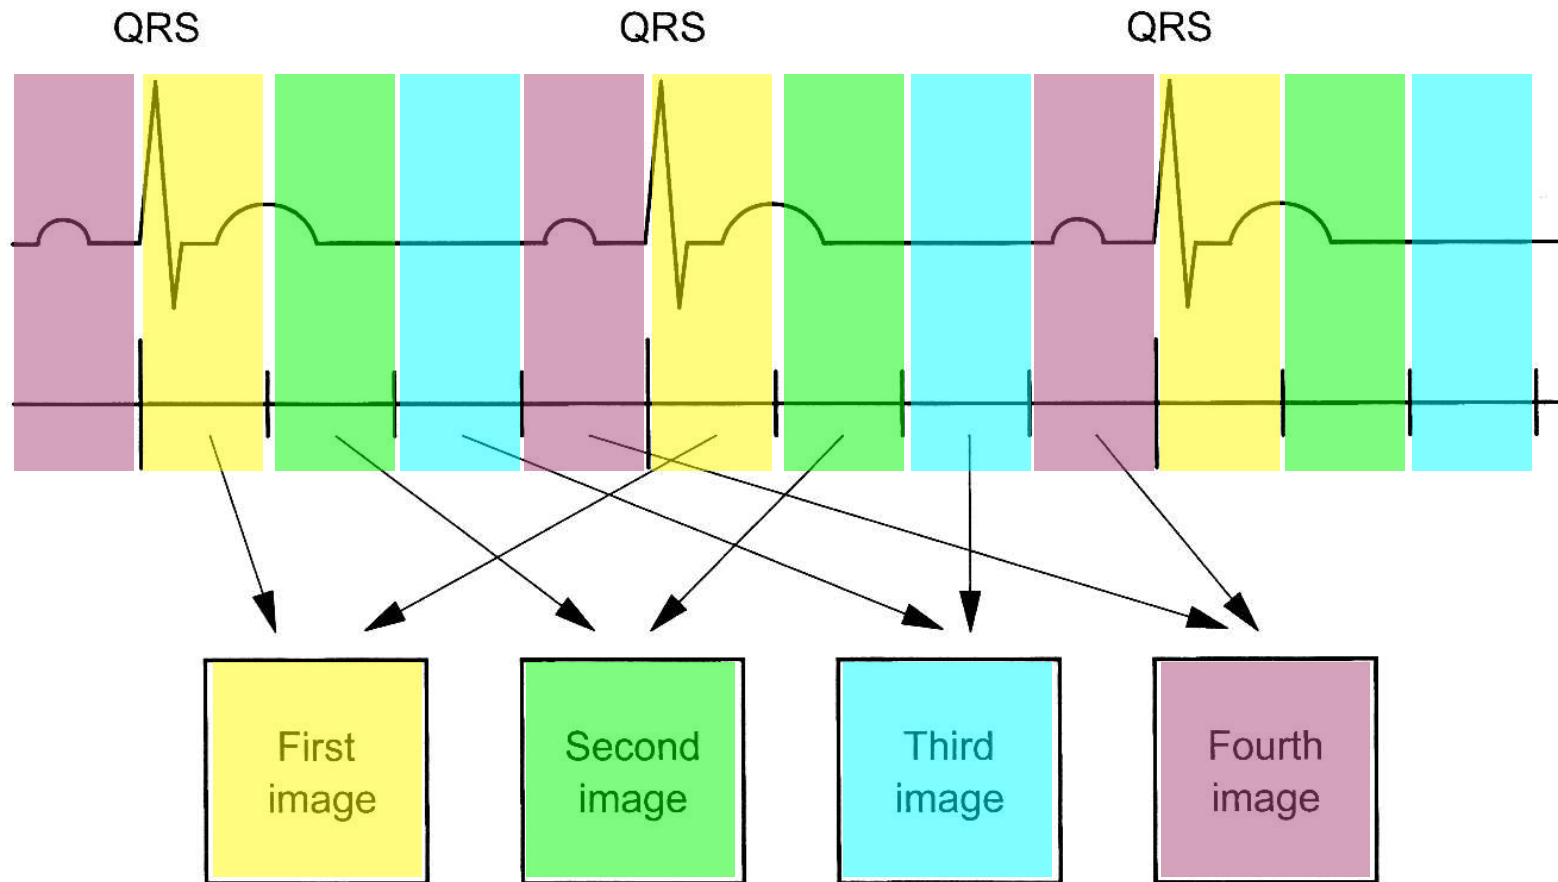 QRS QRS QRS
First
image
Second
image
Third
image
Fourth
image